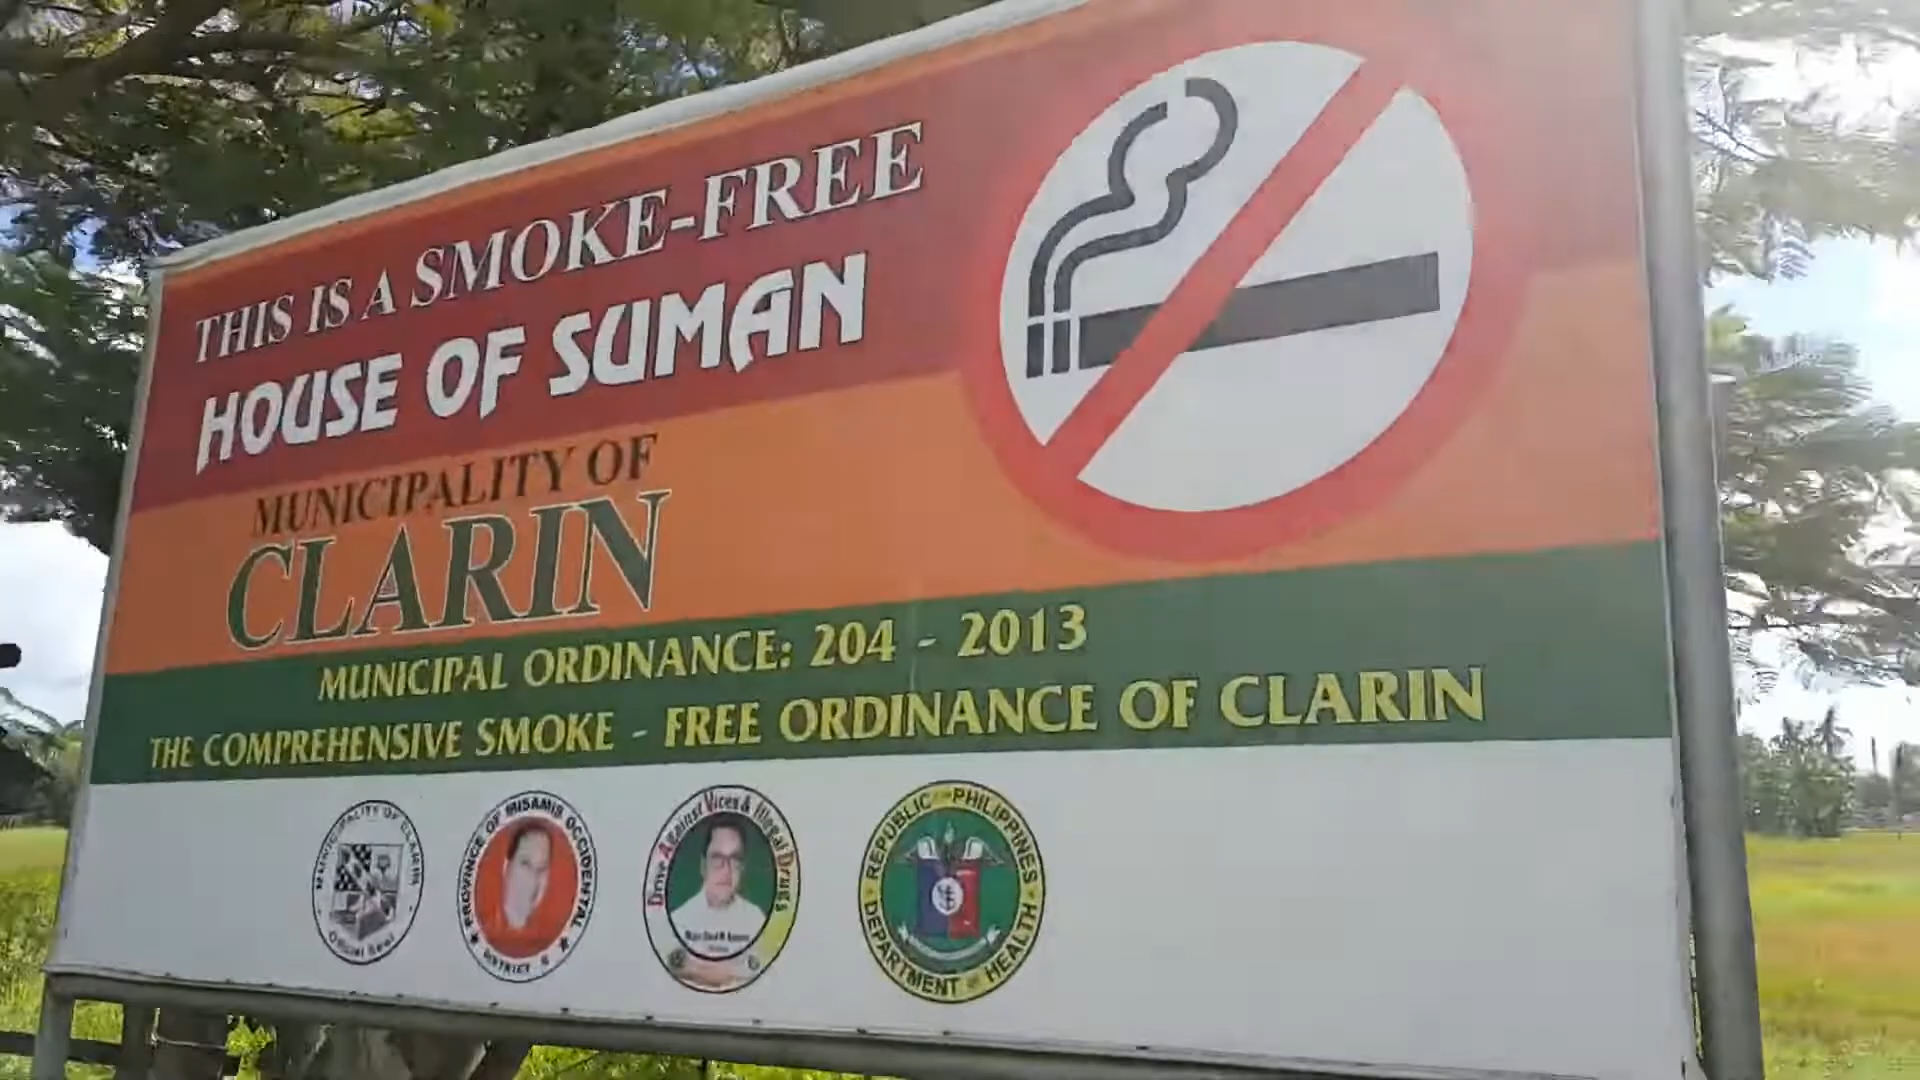 THIS IS A SMOKE-FREE
HOUSE OF SUMAN
MUNICIPALITY OF
CLARIN
MUNICIPAL ORDINANCE: 204 - 2013
THE COMPREHENSIVE SMOKE - FREE ORDINANCE OF CLARIN
MUNICIPALITY OF CLARIN
Official Seal
PROVINCE OF MISAMIS OCCIDENTAL
DISTRICT
Drive Against Vices & Illegal Drugs
REPUBLIC OF PHILIPPINES
DEPARTMENT OF HEALTH